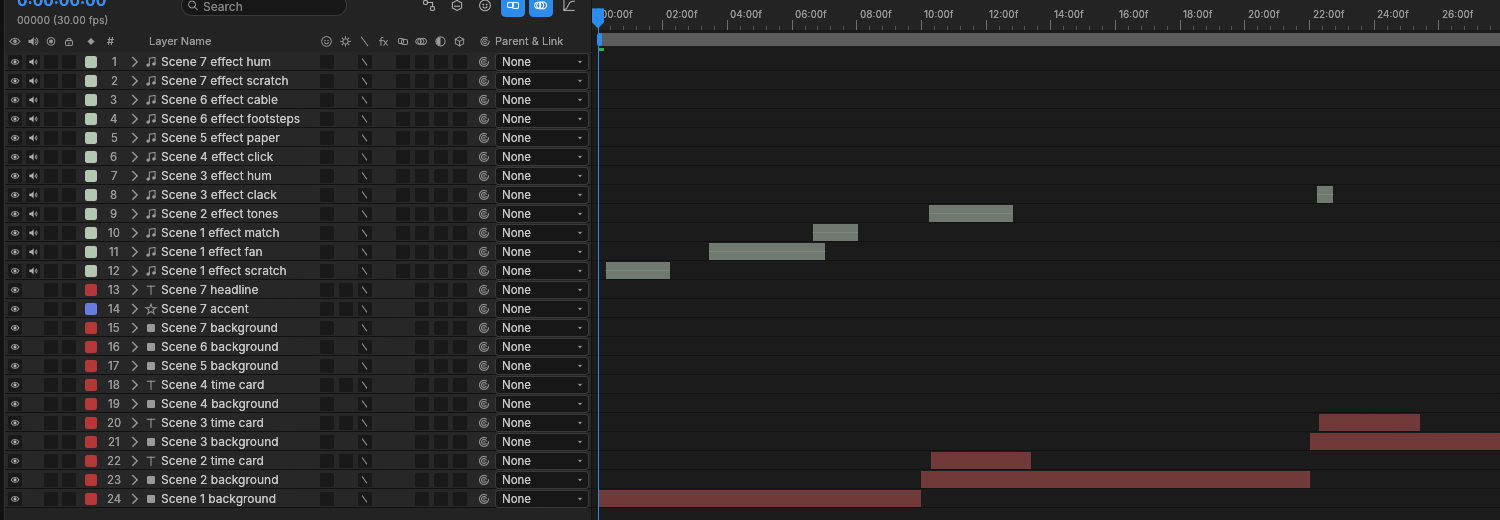 00000 (30.00 fps)
Search
02:00f 04:00f 06:00f 08:00f 10:00f 12:00f 14:00f 16:00f 18:00f 20:00f 22:00f 24:00f 26:00f
# Layer Name fx Parent & Link
1 Scene 7 effect hum None
2 Scene 7 effect scratch None
3 Scene 6 effect cable None
4 Scene 6 effect footsteps None
5 Scene 5 effect paper None
6 Scene 4 effect click None
7 Scene 3 effect hum None
8 Scene 3 effect clack None
9 Scene 2 effect tones None
10 Scene 1 effect match None
11 Scene 1 effect fan None
12 Scene 1 effect scratch None
13 Scene 7 headline None
14 Scene 7 accent None
15 Scene 7 background None
16 Scene 6 background None
17 Scene 5 background None
18 Scene 4 time card None
19 Scene 4 background None
20 Scene 3 time card None
21 Scene 3 background None
22 Scene 2 time card None
23 Scene 2 background None
24 Scene 1 background None